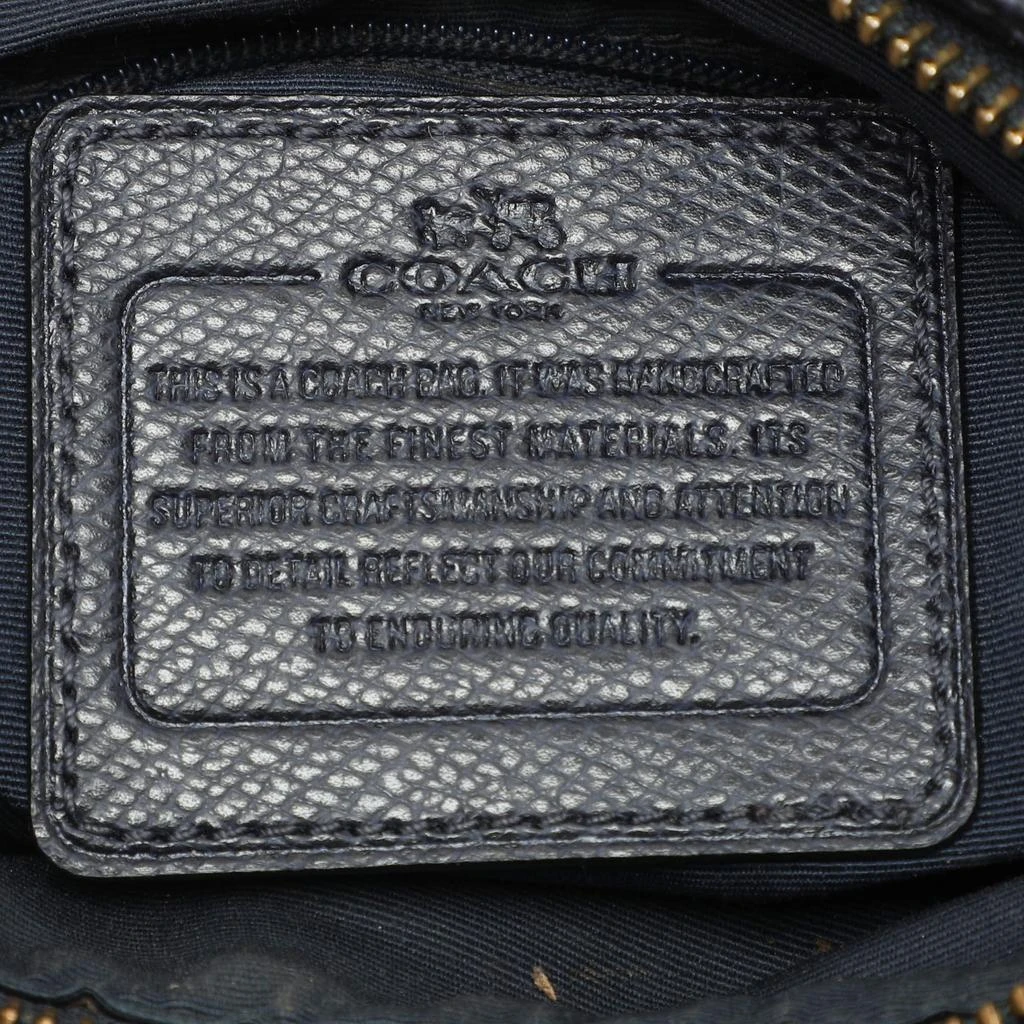 COACH
NEW YORK
THIS IS A COACH BAG. IT WAS HANDCRAFTED
FROM THE FINEST MATERIALS. ITS
SUPERIOR CRAFTSMANSHIP AND ATTENTION
TO DETAIL REFLECT OUR COMMITMENT
TO ENDURING QUALITY.